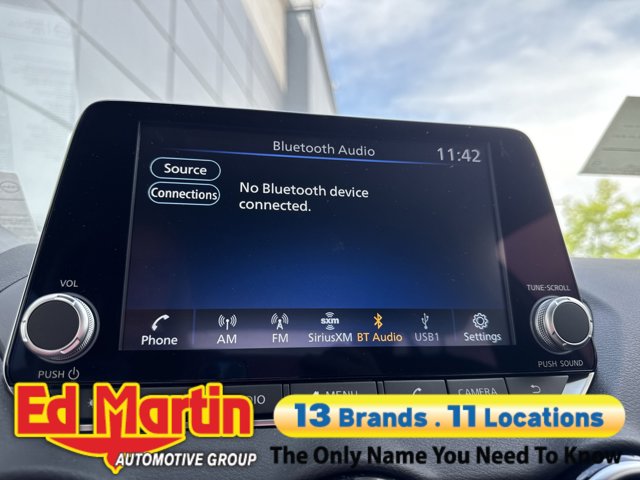 Bluetooth Audio 11:42
Source
Connections
No Bluetooth device
connected.
VOL
TUNE·SCROLL
Phone AM FM sxm SiriusXM BT Audio USB1 Settings
PUSH
PUSH SOUND
MENU CAMERA
Ed Martin
AUTOMOTIVE GROUP
13 Brands . 11 Locations
The Only Name You Need To Know